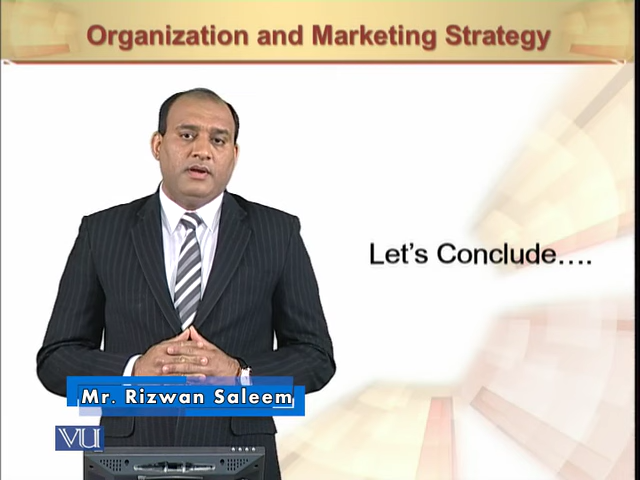 Organization and Marketing Strategy
Let's Conclude....
Mr. Rizwan Saleem
VU